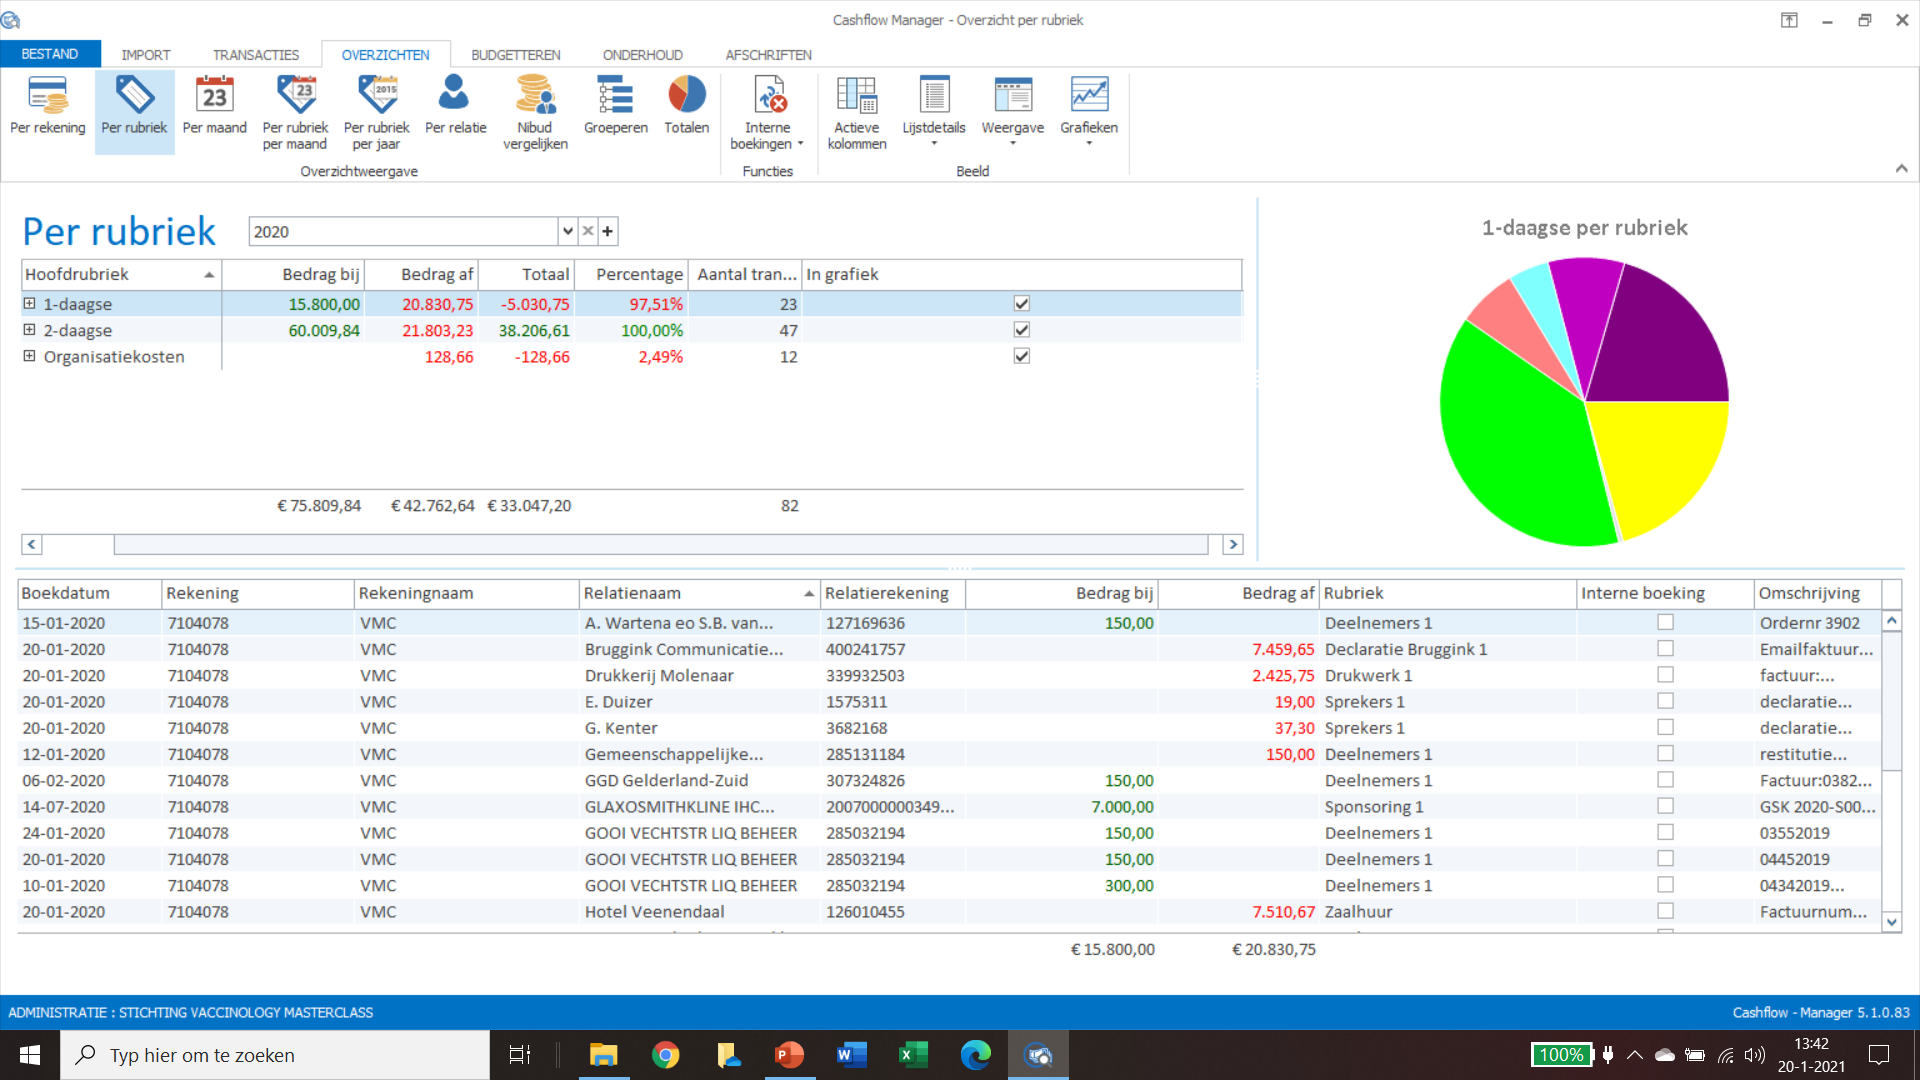 Cashflow Manager - Overzicht per rubriek
BESTAND IMPORT TRANSACTIES OVERZICHTEN BUDGETTEREN ONDERHOUD AFSCHRIFTEN
23 23 2015
Per rekening Per rubriek Per maand Per rubriek per maand Per rubriek per jaar Per relatie Nibud vergelijken Groeperen Totalen Interne boekingen Actieve kolommen Lijstdetails Weergave Grafieken
Overzichtweergave Functies Beeld
Per rubriek 2020
1-daagse per rubriek
Hoofdrubriek Bedrag bij Bedrag af Totaal Percentage Aantal tran... In grafiek
1-daagse 15.800,00 20.830,75 -5.030,75 97,51% 23
2-daagse 60.009,84 21.803,23 38.206,61 100,00% 47
Organisatiekosten 128,66 -128,66 2,49% 12
€ 75.809,84 € 42.762,64 € 33.047,20 82
Boekdatum Rekening Rekeningnaam Relatienaam Relatierekening Bedrag bij Bedrag af Rubriek Interne boeking Omschrijving
15-01-2020 7104078 VMC A. Wartena eo S.B. van... 127169636 150,00 Deelnemers 1 Ordernr 3902
20-01-2020 7104078 VMC Bruggink Communicatie... 400241757 7.459,65 Declaratie Bruggink 1 Emailfaktuur...
20-01-2020 7104078 VMC Drukkerij Molenaar 339932503 2.425,75 Drukwerk 1 factuur:...
20-01-2020 7104078 VMC E. Duizer 1575311 19,00 Sprekers 1 declaratie...
20-01-2020 7104078 VMC G. Kenter 3682168 37,30 Sprekers 1 declaratie...
12-01-2020 7104078 VMC Gemeenschappelijke... 285131184 150,00 Deelnemers 1 restitutie...
06-02-2020 7104078 VMC GGD Gelderland-Zuid 307324826 150,00 Deelnemers 1 Factuur:0382...
14-07-2020 7104078 VMC GLAXOSMITHKLINE IHC... 2007000000349... 7.000,00 Sponsoring 1 GSK 2020-S00...
24-01-2020 7104078 VMC GOOI VECHTSTR LIQ BEHEER 285032194 150,00 Deelnemers 1 03552019
20-01-2020 7104078 VMC GOOI VECHTSTR LIQ BEHEER 285032194 150,00 Deelnemers 1 04452019
10-01-2020 7104078 VMC GOOI VECHTSTR LIQ BEHEER 285032194 300,00 Deelnemers 1 04342019...
20-01-2020 7104078 VMC Hotel Veenendaal 126010455 7.510,67 Zaalhuur Factuurnum...
€ 15.800,00 € 20.830,75
ADMINISTRATIE : STICHTING VACCINOLOGY MASTERCLASS Cashflow - Manager 5.1.0.83
Typ hier om te zoeken 100% 13:42
20-1-2021